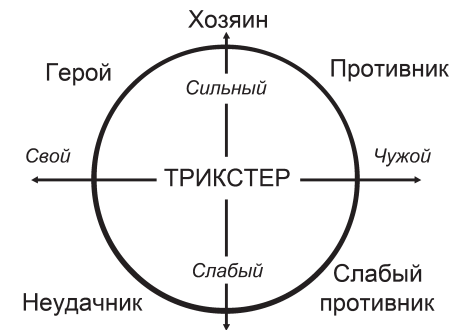 Хозяин
Герой
Противник
Сильный
Свой
Чужой
ТРИКСТЕР
Слабый
Неудачник
Слабый
противник